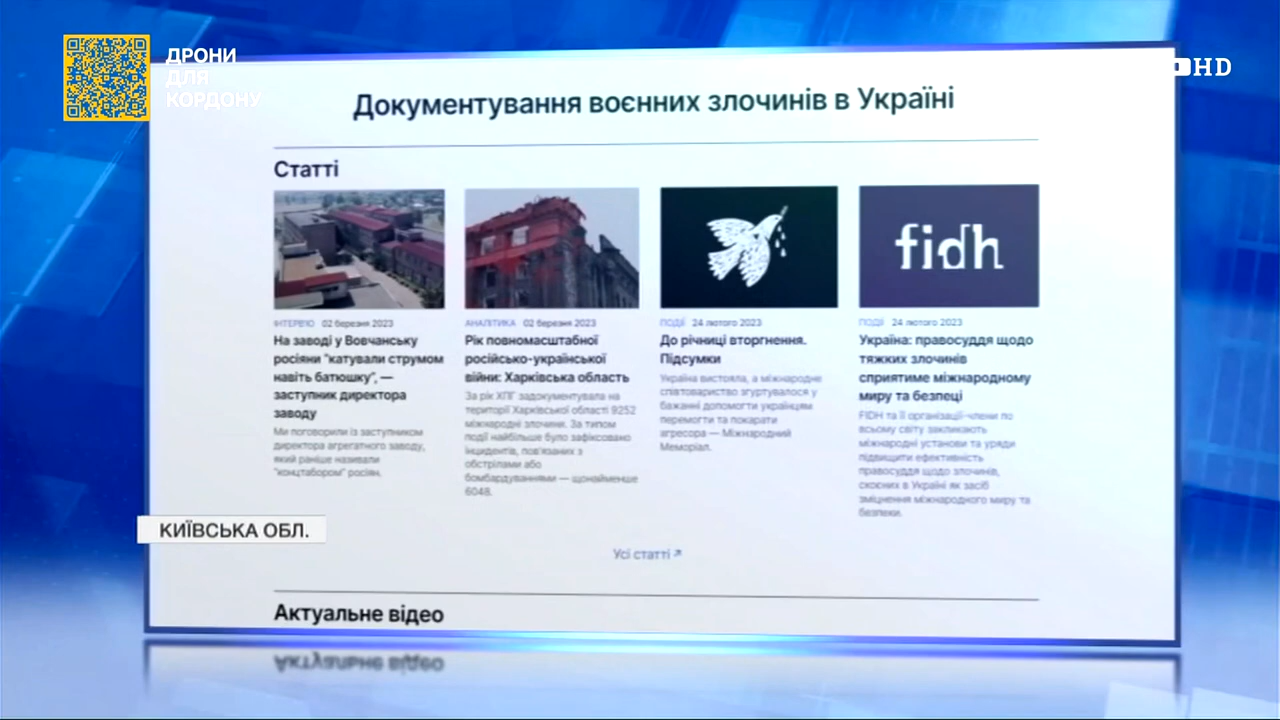 ДРОНИ
ДЛЯ
КОРДОНУ
HD
Документування воєнних злочинів в Україні
Статті
fidh
ІНТЕРВ'Ю 02 березня 2023
На заводі у Вовчанську
росіяни "катували струмом
навіть батюшку", —
заступник директора
заводу
Ми поговорили із заступником
директора агрегатного заводу,
який раніше називали
"концтабором" росіян.
АНАЛІТИКА 02 березня 2023
Рік повномасштабної
російсько-української
війни: Харківська область
За рік ХПГ задокументувала на
території Харківської області 9252
міжнародні злочини. За типом
події найбільше було зафіксовано
інцидентів, пов'язаних з
обстрілами або
бомбардуваннями — щонайменше
6048.
ПОДІЇ 24 лютого 2023
До річниці вторгнення.
Підсумки
Україна вистояла, а міжнародне
співтовариство згуртувалося у
бажанні допомогти українцям
перемогти та покарати
агресора — Міжнародний
Меморіал.
ПОДІЇ 24 лютого 2023
Україна: правосуддя щодо
тяжких злочинів
сприятиме міжнародному
миру та безпеці
FIDH та її організації-члени по
всьому світу закликають
міжнародні установи та уряди
підвищити ефективність
правосуддя щодо злочинів,
скоєних в Україні як засіб
зміцнення міжнародного миру та
безпеки.
КИЇВСЬКА ОБЛ.
Усі статті
Актуальне відео